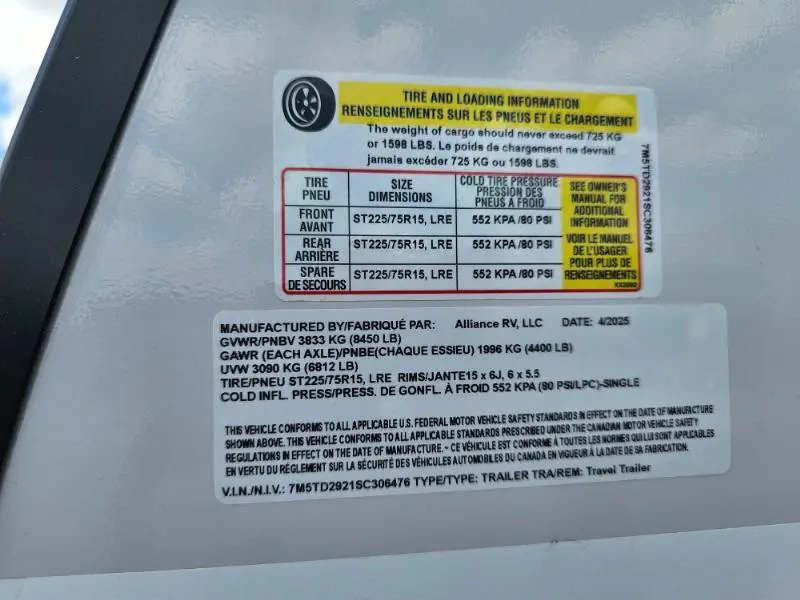 TIRE AND LOADING INFORMATION
RENSEIGNEMENTS SUR LES PNEUS ET LE CHARGEMENT
The weight of cargo should never exceed 725 KG
or 1598 LBS. Le poids de chargement ne devrait
jamais excéder 725 KG ou 1598 LBS.
TIRE PNEU SIZE DIMENSIONS COLD TIRE PRESSURE PRESSION DES PNEUS A FROID
FRONT AVANT ST225/75R15, LRE 552 KPA /80 PSI
REAR ARRIÈRE ST225/75R15, LRE 552 KPA /80 PSI
SPARE DE SECOURS ST225/75R15, LRE 552 KPA /80 PSI
SEE OWNER'S
MANUAL FOR
ADDITIONAL
INFORMATION
VOIR LE MANUEL
DE L'USAGER
POUR PLUS DE
RENSEIGNEMENTS
7M5TD2921SC306476
MANUFACTURED BY/FABRIQUÉ PAR: Alliance RV, LLC DATE: 4/2025
GVWR/PNBV 3833 KG (8450 LB)
GAWR (EACH AXLE)/PNBE(CHAQUE ESSIEU) 1996 KG (4400 LB)
UVW 3090 KG (6812 LB)
TIRE/PNEU ST225/75R15, LRE RIMS/JANTE15 x 6J, 6 x 5.5
COLD INFL. PRESS/PRESS. DE GONFL. À FROID 552 KPA (80 PSI/LPC)-SINGLE
THIS VEHICLE CONFORMS TO ALL APPLICABLE U.S. FEDERAL MOTOR VEHICLE SAFETY STANDARDS IN EFFECT ON THE DATE OF MANUFACTURE
SHOWN ABOVE. THIS VEHICLE CONFORMS TO ALL APPLICABLE STANDARDS PRESCRIBED UNDER THE CANADIAN MOTOR VEHICLE SAFETY
REGULATIONS IN EFFECT ON THE DATE OF MANUFACTURE. - CE VÉHICULE EST CONFORME À TOUTES LES NORMES QUI LUI SONT APPLICABLES
EN VERTU DU RÉGLEMENT SUR LA SÉCURITÉ DES VÉHICULES AUTOMOBILES DU CANADA EN VIGUEUR À LA DATE DE SA FABRICATION.
V.I.N./N.I.V.: 7M5TD2921SC306476 TYPE/TYPE: TRAILER TRA/REM: Travel Trailer